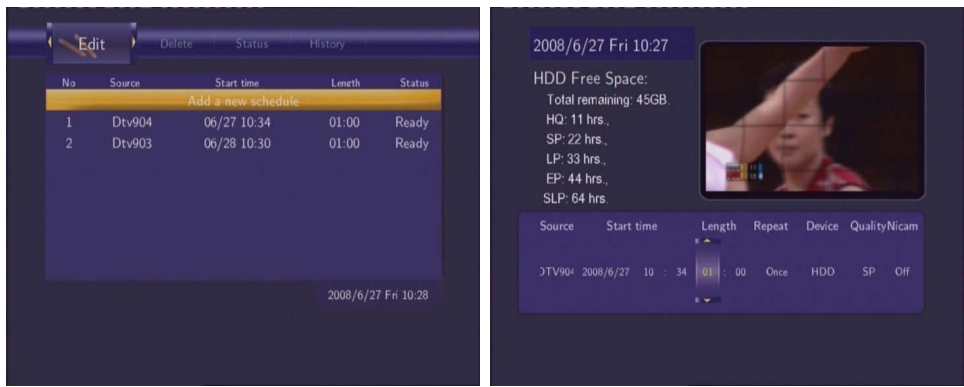 Edit Delete Status History
No Source Start time Length Status
Add a new schedule
1 Dtv904 06/27 10:34 01:00 Ready
2 Dtv903 06/28 10:30 01:00 Ready
2008/6/27 Fri 10:28
2008/6/27 Fri 10:27
HDD Free Space:
Total remaining: 45GB.
HQ: 11 hrs.,
SP: 22 hrs.,
LP: 33 hrs.,
EP: 44 hrs.,
SLP: 64 hrs.
Source Start time Length Repeat Device Quality Nicam
DTV904 2008/6/27 10 : 34 01 : 00 Once HDD SP Off